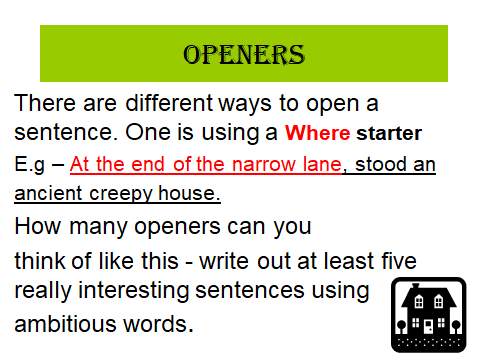 OPENERS
There are different ways to open a
sentence. One is using a Where starter
E.g – At the end of the narrow lane, stood an
ancient creepy house.
How many openers can you
think of like this - write out at least five
really interesting sentences using
ambitious words.